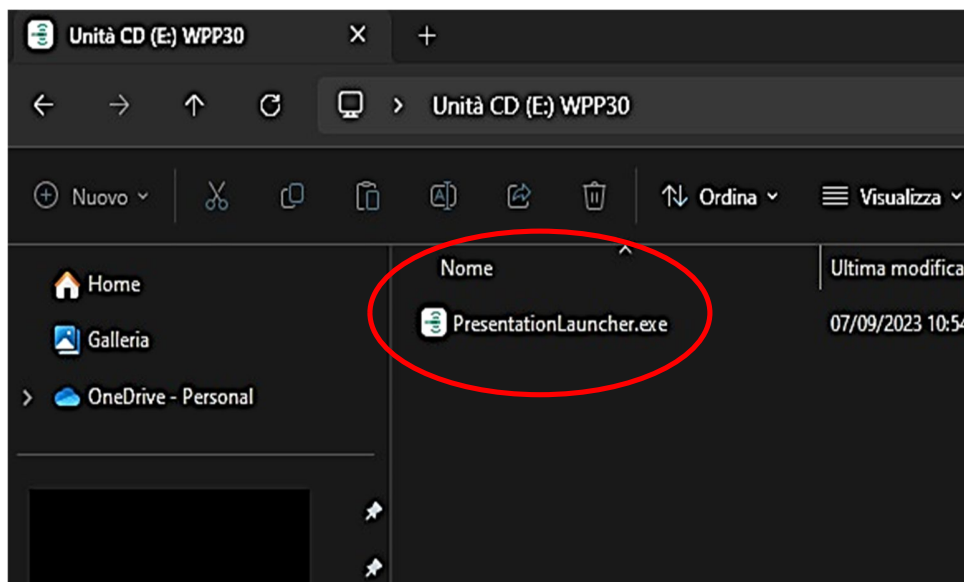 Unità CD (E:) WPP30
Unità CD (E:) WPP30
Nuovo
Ordina
Visualizza
Home
Galleria
OneDrive - Personal
Nome
Ultima modifica
PresentationLauncher.exe
07/09/2023 10:54